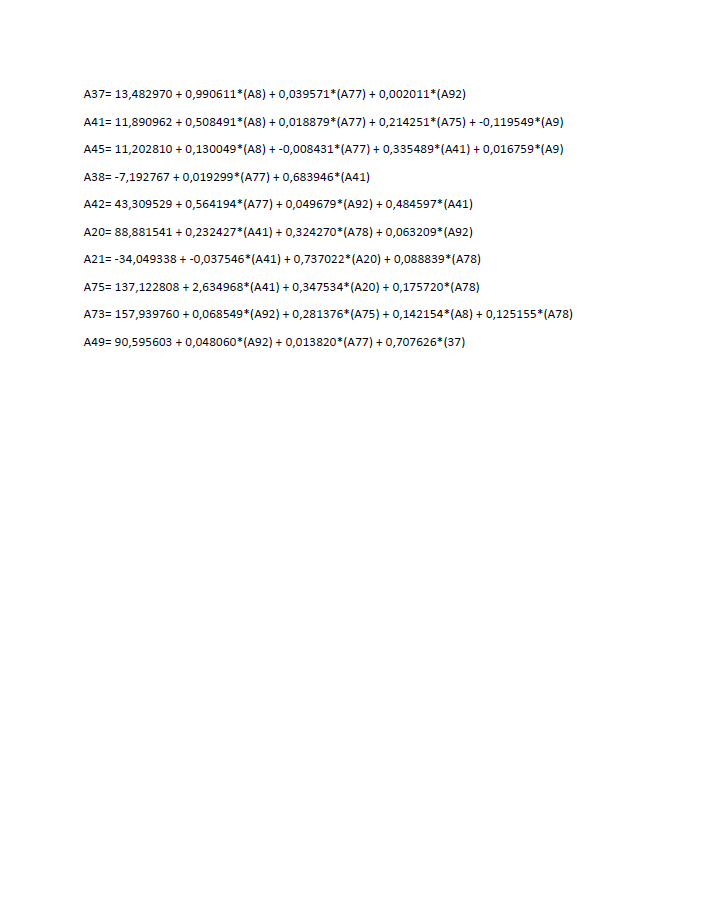 A37= 13,482970 + 0,990611*(A8) + 0,039571*(A77) + 0,002011*(A92)
A41= 11,890962 + 0,508491*(A8) + 0,018879*(A77) + 0,214251*(A75) + -0,119549*(A9)
A45= 11,202810 + 0,130049*(A8) + -0,008431*(A77) + 0,335489*(A41) + 0,016759*(A9)
A38= -7,192767 + 0,019299*(A77) + 0,683946*(A41)
A42= 43,309529 + 0,564194*(A77) + 0,049679*(A92) + 0,484597*(A41)
A20= 88,881541 + 0,232427*(A41) + 0,324270*(A78) + 0,063209*(A92)
A21= -34,049338 + -0,037546*(A41) + 0,737022*(A20) + 0,088839*(A78)
A75= 137,122808 + 2,634968*(A41) + 0,347534*(A20) + 0,175720*(A78)
A73= 157,939760 + 0,068549*(A92) + 0,281376*(A75) + 0,142154*(A8) + 0,125155*(A78)
A49= 90,595603 + 0,048060*(A92) + 0,013820*(A77) + 0,707626*(37)